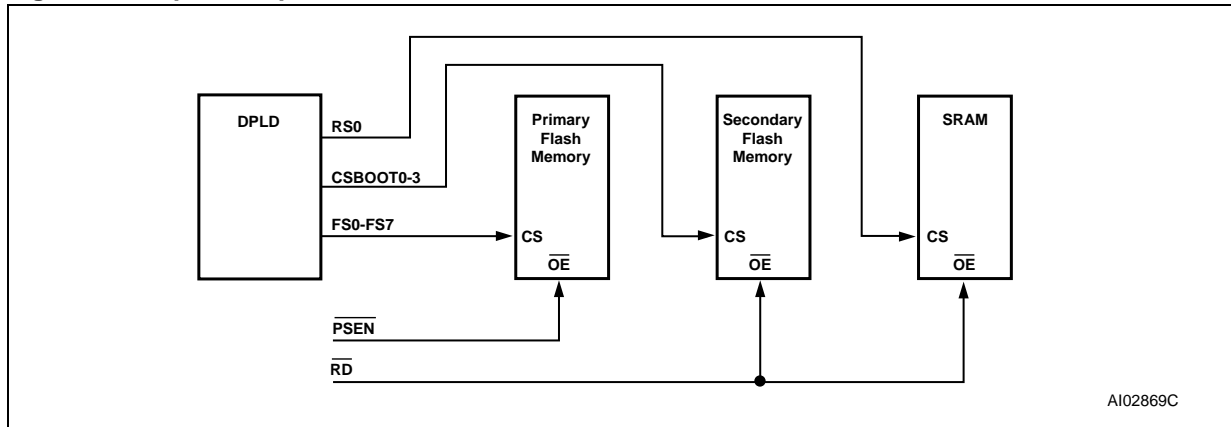 DPLD
RS0
CSBOOT0-3
FS0-FS7
Primary
Flash
Memory
CS
OE
Secondary
Flash
Memory
CS
OE
SRAM
CS
OE
PSEN
RD
AI02869C